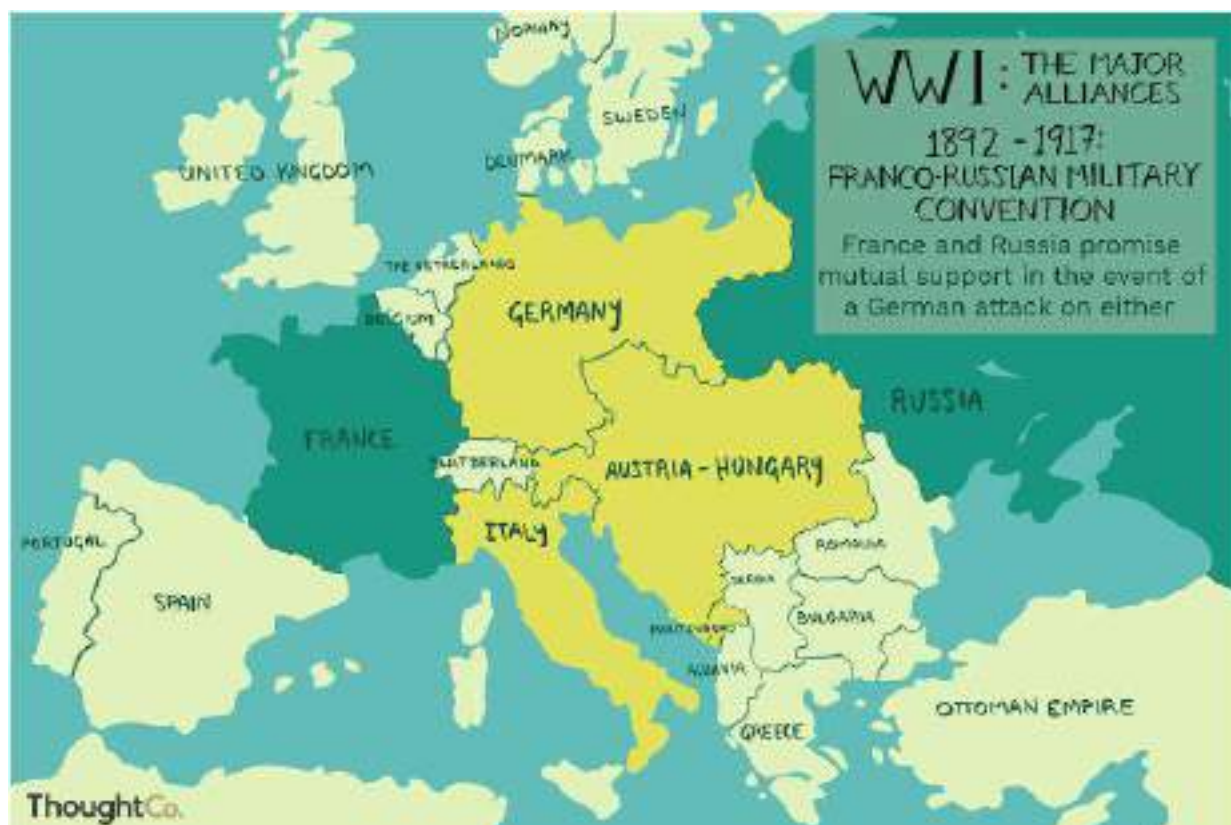 WWI: THE MAJOR
ALLIANCES
1892 - 1917:
FRANCO-RUSSIAN MILITARY
CONVENTION
France and Russia promise
mutual support in the event of
a German attack on either
NORWAY
SWEDEN
DENMARK
UNITED KINGDOM
THE NETHERLANDS
BELGIUM
GERMANY
RUSSIA
FRANCE
SWITZERLAND
AUSTRIA-HUNGARY
ITALY
PORTUGAL
SPAIN
ROMANIA
SERBIA
BULGARIA
MONTENEGRO
ALBANIA
GREECE
OTTOMAN EMPIRE
ThoughtCo.